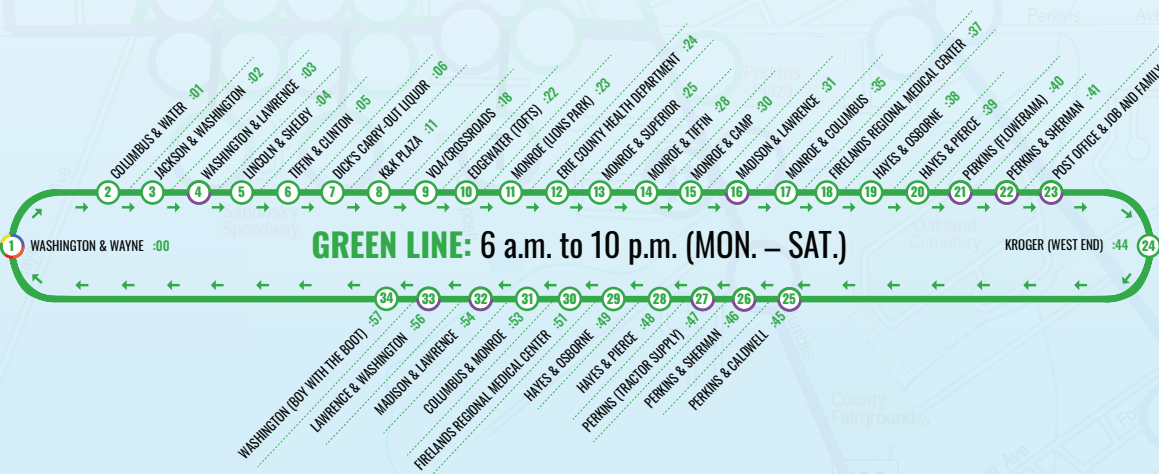 COLUMBUS & WATER :01
JACKSON & WASHINGTON :02
WASHINGTON & LAWRENCE :03
LINCOLN & SHELBY :04
TIFFIN & CLINTON :05
DICK'S CARRY-OUT LIQUOR :06
K&K PLAZA :11
VOA/CROSSROADS :18
EDGEWATER (TOFTS) :22
MONROE (LIONS PARK) :23
ERIE COUNTY HEALTH DEPARTMENT :24
MONROE & SUPERIOR :25
MONROE & TIFFIN :28
MONROE & CAMP :30
MADISON & LAWRENCE :31
MONROE & COLUMBUS :35
FIRELANDS REGIONAL MEDICAL CENTER :37
HAYES & OSBORNE :38
HAYES & PIERCE :39
PERKINS (FLOWERAMA) :40
PERKINS & SHERMAN :41
POST OFFICE & JOB AND FAMILY
2 3 4 5 6 7 8 9 10 11 12 13 14 15 16 17 18 19 20 21 22 23
1 WASHINGTON & WAYNE :00
GREEN LINE: 6 a.m. to 10 p.m. (MON. – SAT.)
KROGER (WEST END) :44 24
34 33 32 31 30 29 28 27 26 25
WASHINGTON (BOY WITH THE BOOT) :57
LAWRENCE & WASHINGTON :56
MADISON & LAWRENCE :54
COLUMBUS & MONROE :53
FIRELANDS REGIONAL MEDICAL CENTER :51
HAYES & OSBORNE :49
HAYES & PIERCE :48
PERKINS (TRACTOR SUPPLY) :47
PERKINS & SHERMAN :46
PERKINS & CALDWELL :45
Perkins
Sandusky
Speedway
Oakland
Cemetery
County
Fairgrounds
Ave